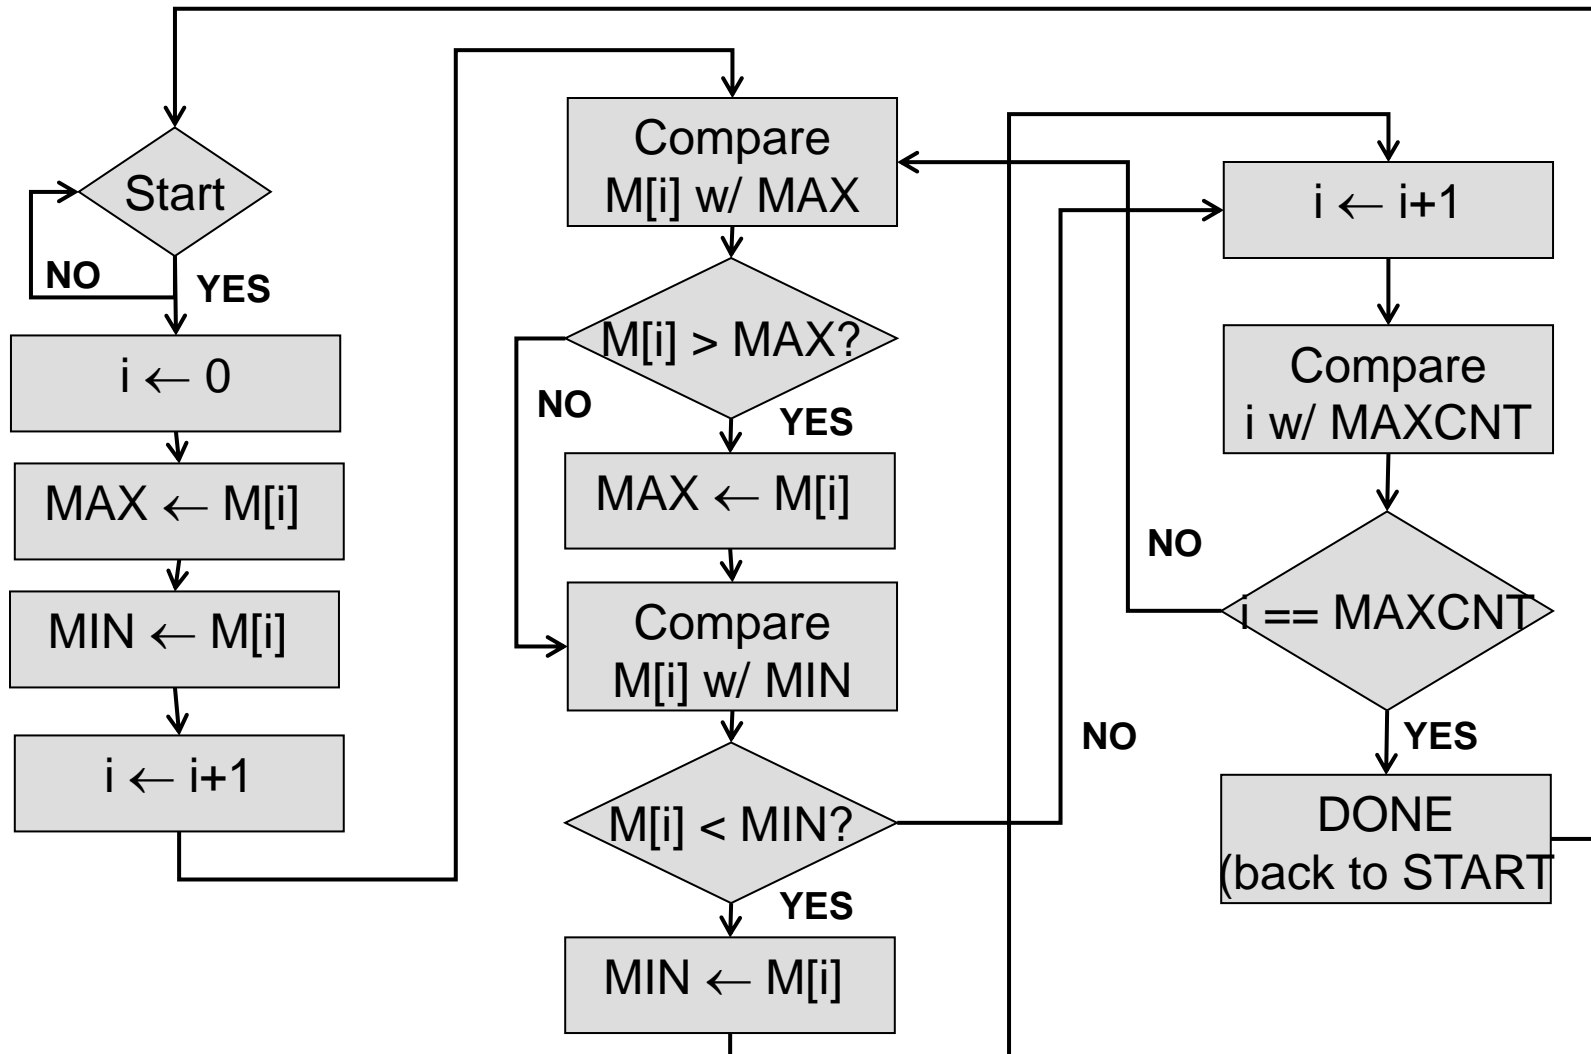 Start
NO
YES
i ← 0
MAX ← M[i]
MIN ← M[i]
i ← i+1
Compare
M[i] w/ MAX
M[i] > MAX?
NO
YES
MAX ← M[i]
Compare
M[i] w/ MIN
M[i] < MIN?
NO
YES
MIN ← M[i]
i ← i+1
Compare
i w/ MAXCNT
i == MAXCNT
NO
YES
DONE
(back to START